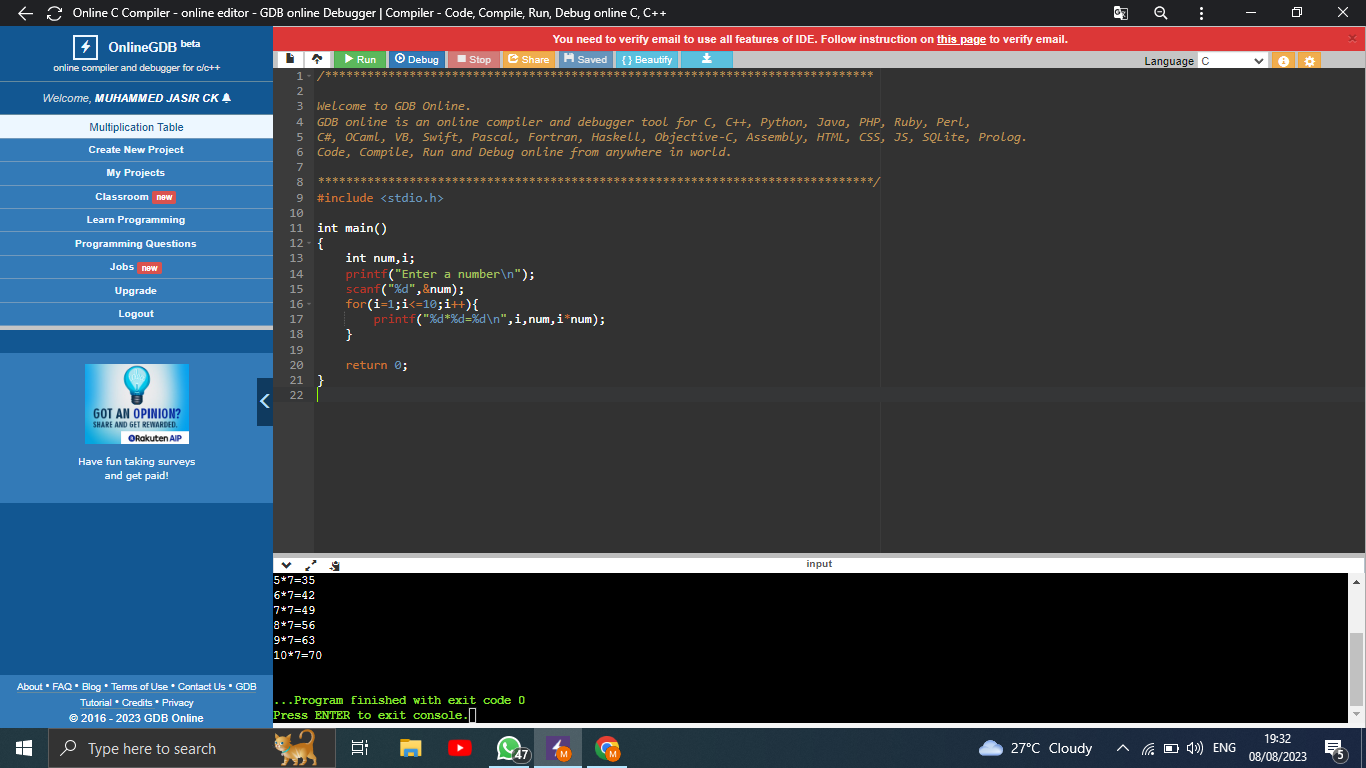 Online C Compiler - online editor - GDB online Debugger | Compiler - Code, Compile, Run, Debug online C, C++
OnlineGDB beta
online compiler and debugger for c/c++
Welcome, MUHAMMED JASIR CK
Multiplication Table
Create New Project
My Projects
Classroom new
Learn Programming
Programming Questions
Jobs new
Upgrade
Logout
GOT AN OPINION?
SHARE AND GET REWARDED.
Rakuten AIP
Have fun taking surveys
and get paid!
About • FAQ • Blog • Terms of Use • Contact Us • GDB
Tutorial • Credits • Privacy
© 2016 - 2023 GDB Online
You need to verify email to use all features of IDE. Follow instruction on this page to verify email.
Run Debug Stop Share Saved { } Beautify
Language C
1 /******************************************************************************
2
3 Welcome to GDB Online.
4 GDB online is an online compiler and debugger tool for C, C++, Python, Java, PHP, Ruby, Perl,
5 C#, OCaml, VB, Swift, Pascal, Fortran, Haskell, Objective-C, Assembly, HTML, CSS, JS, SQLite, Prolog.
6 Code, Compile, Run and Debug online from anywhere in world.
7
8 *******************************************************************************/
9 #include <stdio.h>
10
11 int main()
12 {
13     int num,i;
14     printf("Enter a number\n");
15     scanf("%d",&num);
16     for(i=1;i<=10;i++){
17         printf("%d*%d=%d\n",i,num,i*num);
18     }
19
20     return 0;
21 }
22
input
5*7=35
6*7=42
7*7=49
8*7=56
9*7=63
10*7=70
...Program finished with exit code 0
Press ENTER to exit console.
Type here to search
47
M
M
27°C Cloudy
ENG
19:32
08/08/2023
5